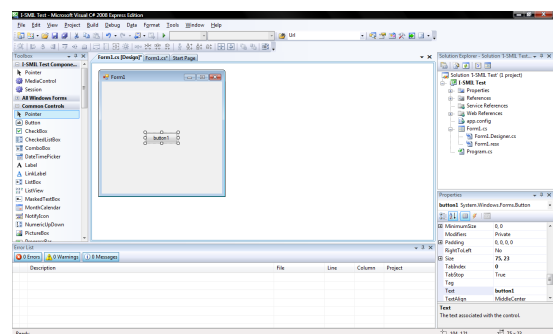 I-SMIL Test - Microsoft Visual C# 2008 Express Edition
File Edit View Project Build Debug Data Format Tools Window Help
Url
Toolbox
I-SMIL Test Compone...
Pointer
MediaControl
Session
All Windows Forms
Common Controls
Pointer
Button
CheckBox
CheckedListBox
ComboBox
DateTimePicker
Label
LinkLabel
ListBox
ListView
MaskedTextBox
MonthCalendar
NotifyIcon
NumericUpDown
PictureBox
ProgressBar
Form1.cs [Design]* Form1.cs* Start Page
Form1
button1
Solution Explorer - Solution 'I-SMIL Test'...
Solution 'I-SMIL Test' (1 project)
I-SMIL Test
Properties
References
Service References
Web References
app.config
Form1.cs
Form1.Designer.cs
Form1.resx
Program.cs
Properties
button1 System.Windows.Forms.Button
MinimumSize 0, 0
Modifiers Private
Padding 0, 0, 0, 0
RightToLeft No
Size 75, 23
TabIndex 0
TabStop True
Tag
Text button1
TextAlign MiddleCenter
Text
The text associated with the control.
Error List
0 Errors 0 Warnings 0 Messages
Description File Line Column Project
Ready
75 x 23